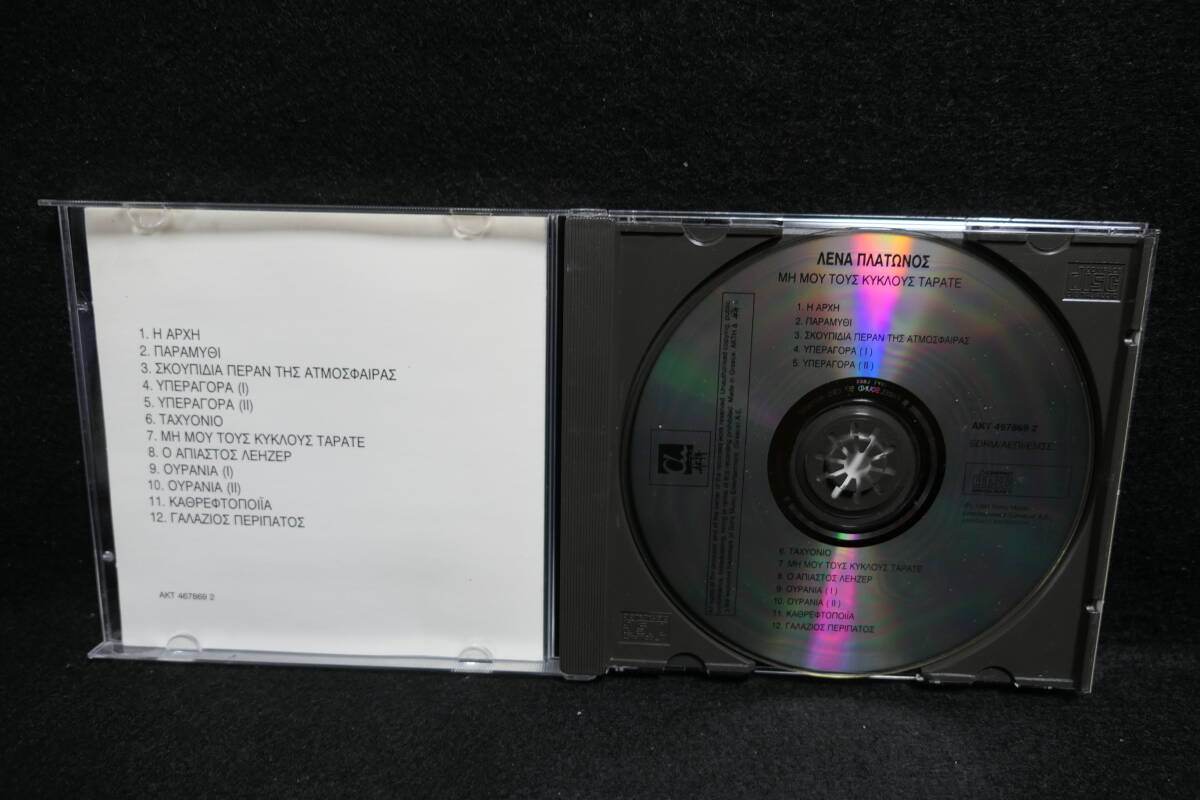 1. Η ΑΡΧΗ
2. ΠΑΡΑΜΥΘΙ
3. ΣΚΟΥΠΙΔΙΑ ΠΕΡΑΝ ΤΗΣ ΑΤΜΟΣΦΑΙΡΑΣ
4. ΥΠΕΡΑΓΟΡΑ (Ι)
5. ΥΠΕΡΑΓΟΡΑ (ΙΙ)
6. ΤΑΧΥΟΝΙΟ
7. ΜΗ ΜΟΥ ΤΟΥΣ ΚΥΚΛΟΥΣ ΤΑΡΑΤΕ
8. Ο ΑΠΙΑΣΤΟΣ ΛΕΗΖΕΡ
9. ΟΥΡΑΝΙΑ (Ι)
10. ΟΥΡΑΝΙΑ (ΙΙ)
11. ΚΑΘΡΕΦΤΟΠΟΙΪΑ
12. ΓΑΛΑΖΙΟΣ ΠΕΡΙΠΑΤΟΣ
AKT 467869 2
ΛΕΝΑ ΠΛΑΤΩΝΟΣ
ΜΗ ΜΟΥ ΤΟΥΣ ΚΥΚΛΟΥΣ ΤΑΡΑΤΕ
1. Η ΑΡΧΗ
2. ΠΑΡΑΜΥΘΙ
3. ΣΚΟΥΠΙΔΙΑ ΠΕΡΑΝ ΤΗΣ ΑΤΜΟΣΦΑΙΡΑΣ
4. ΥΠΕΡΑΓΟΡΑ ( Ι )
5. ΥΠΕΡΑΓΟΡΑ ( ΙΙ )
AKT 467869 2
6. ΤΑΧΥΟΝΙΟ
7. ΜΗ ΜΟΥ ΤΟΥΣ ΚΥΚΛΟΥΣ ΤΑΡΑΤΕ
8. Ο ΑΠΙΑΣΤΟΣ ΛΕΗΖΕΡ
9. ΟΥΡΑΝΙΑ ( Ι )
10. ΟΥΡΑΝΙΑ ( ΙΙ )
11. ΚΑΘΡΕΦΤΟΠΟΙΪΑ
12. ΓΑΛΑΖΙΟΣ ΠΕΡΙΠΑΤΟΣ